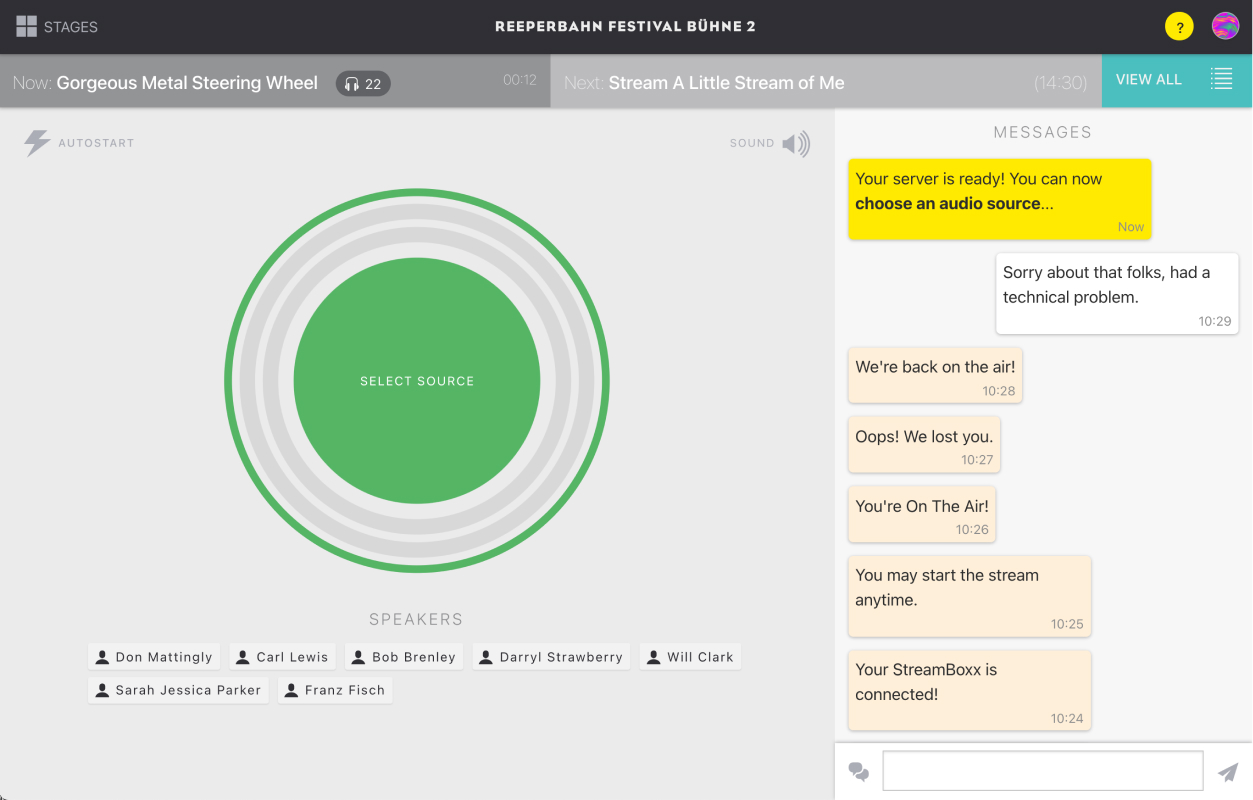 STAGES
REEPERBAHN FESTIVAL BÜHNE 2
?
Now: Gorgeous Metal Steering Wheel
22
00:12
Next: Stream A Little Stream of Me
(14:30)
VIEW ALL
AUTOSTART
SOUND
SELECT SOURCE
SPEAKERS
Don Mattingly
Carl Lewis
Bob Brenley
Darryl Strawberry
Will Clark
Sarah Jessica Parker
Franz Fisch
MESSAGES
Your server is ready! You can now
choose an audio source...
Now
Sorry about that folks, had a
technical problem.
10:29
We're back on the air!
10:28
Oops! We lost you.
10:27
You're On The Air!
10:26
You may start the stream
anytime.
10:25
Your StreamBoxx is
connected!
10:24